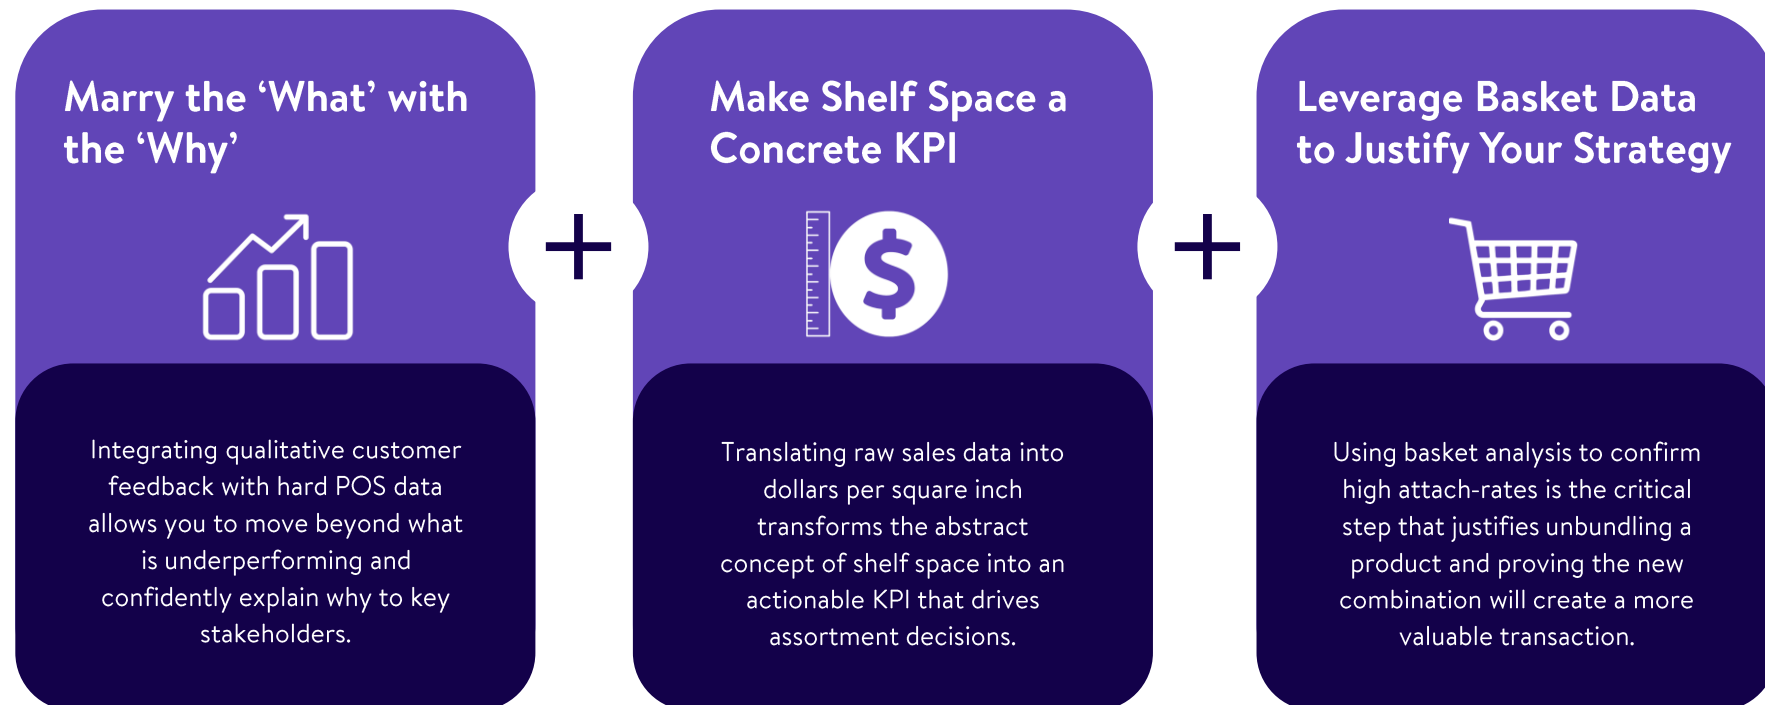 Marry the ‘What’ with
the ‘Why’
Integrating qualitative customer
feedback with hard POS data
allows you to move beyond what
is underperforming and
confidently explain why to key
stakeholders.
+
Make Shelf Space a
Concrete KPI
$
Translating raw sales data into
dollars per square inch
transforms the abstract
concept of shelf space into an
actionable KPI that drives
assortment decisions.
+
Leverage Basket Data
to Justify Your Strategy
Using basket analysis to confirm
high attach-rates is the critical
step that justifies unbundling a
product and proving the new
combination will create a more
valuable transaction.